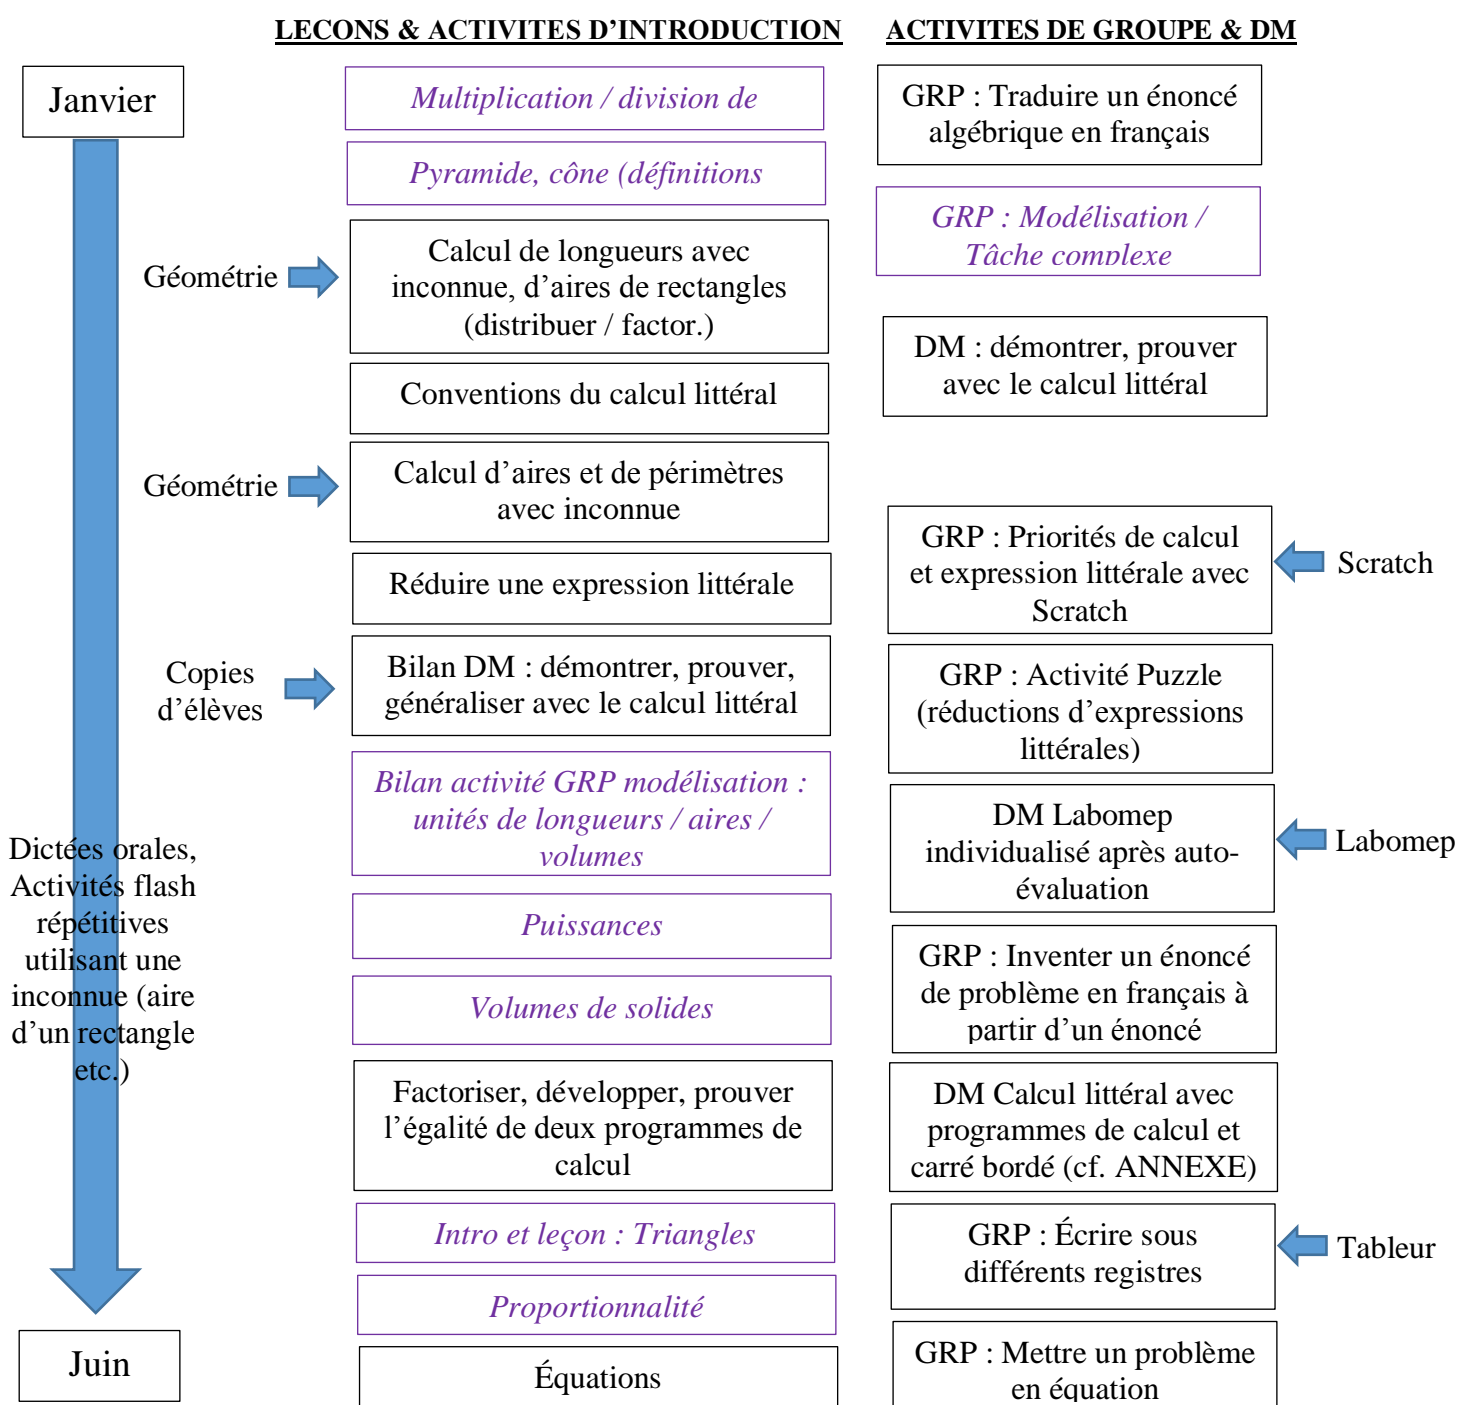 LECONS & ACTIVITES D’INTRODUCTION
ACTIVITES DE GROUPE & DM
Janvier
Multiplication / division de
Pyramide, cône (définitions
Géométrie
Calcul de longueurs avec
inconnue, d’aires de rectangles
(distribuer / factor.)
Conventions du calcul littéral
Géométrie
Calcul d’aires et de périmètres
avec inconnue
Réduire une expression littérale
Copies
d’élèves
Bilan DM : démontrer, prouver,
généraliser avec le calcul littéral
Bilan activité GRP modélisation :
unités de longueurs / aires /
volumes
Dictées orales,
Activités flash
répétitives
utilisant une
inconnue (aire
d’un rectangle
etc.)
Puissances
Volumes de solides
Factoriser, développer, prouver
l’égalité de deux programmes de
calcul
Intro et leçon : Triangles
Proportionnalité
Juin
Équations
GRP : Traduire un énoncé
algébrique en français
GRP : Modélisation /
Tâche complexe
DM : démontrer, prouver
avec le calcul littéral
GRP : Priorités de calcul
et expression littérale avec
Scratch
Scratch
GRP : Activité Puzzle
(réductions d’expressions
littérales)
DM Labomep
individualisé après auto-
évaluation
Labomep
GRP : Inventer un énoncé
de problème en français à
partir d’un énoncé
DM Calcul littéral avec
programmes de calcul et
carré bordé (cf. ANNEXE)
GRP : Écrire sous
différents registres
Tableur
GRP : Mettre un problème
en équation